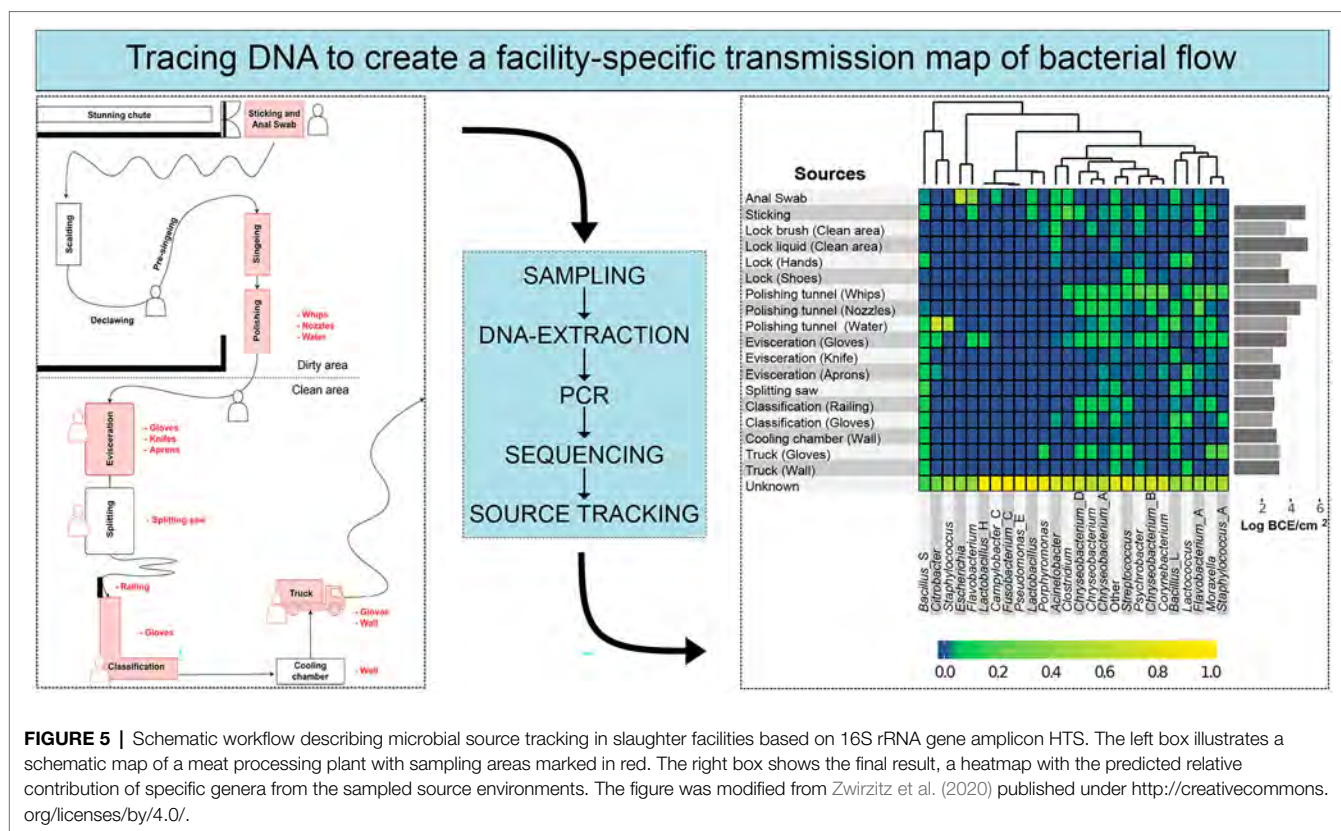 Tracing DNA to create a facility-specific transmission map of bacterial flow
Stunning chute
Sticking and
Anal Swab
Scalding
Pre-singeing
Singeing
Declawing
Polishing
- Whips
- Nozzles
- Water
Dirty area
Clean area
Evisceration
- Gloves
- Knifes
- Aprons
Splitting
- Splitting saw
- Railing
- Gloves
Classification
Truck
- Gloves
- Wall
Cooling
chamber
- Wall
SAMPLING
DNA-EXTRACTION
PCR
SEQUENCING
SOURCE TRACKING
Sources
Anal Swab
Sticking
Lock brush (Clean area)
Lock liquid (Clean area)
Lock (Hands)
Lock (Shoes)
Polishing tunnel (Whips)
Polishing tunnel (Nozzles)
Polishing tunnel (Water)
Evisceration (Gloves)
Evisceration (Knife)
Evisceration (Aprons)
Splitting saw
Classification (Railing)
Classification (Gloves)
Cooling chamber (Wall)
Truck (Gloves)
Truck (Wall)
Unknown
Bacillus_S
Staphylococcus
Escherichia
Flavobacterium
Lactobacillus_H
Campylobacter_C
Fusobacterium_C
Pseudomonas_E
Lactobacillus
Porphyromonas
Acinetobacter
Clostridium
Chryseobacterium_D
Chryseobacterium
Chryseobacterium_A
Other
Streptococcus
Psychrobacter
Chryseobacterium_B
Corynebacterium
Bacillus_L
Lactococcus
Flavobacterium_A
Moraxella
Staphylococcus_A
2 4 6
Log BCE/cm 2
0.0 0.2 0.4 0.6 0.8 1.0
FIGURE 5 | Schematic workflow describing microbial source tracking in slaughter facilities based on 16S rRNA gene amplicon HTS. The left box illustrates a
schematic map of a meat processing plant with sampling areas marked in red. The right box shows the final result, a heatmap with the predicted relative
contribution of specific genera from the sampled source environments. The figure was modified from Zwirzitz et al. (2020) published under http://creativecommons.
org/licenses/by/4.0/.